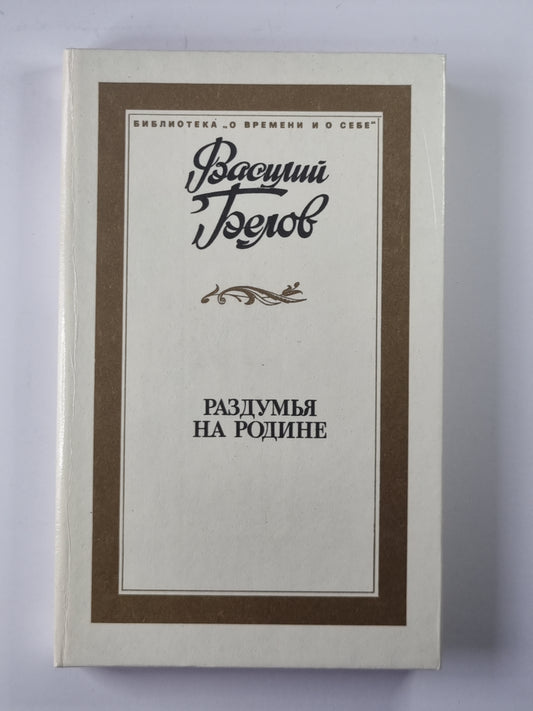 БИБЛИОТЕКА „О ВРЕМЕНИ И О СЕБЕ"
Василий
Белов
РАЗДУМЬЯ
НА РОДИНЕ